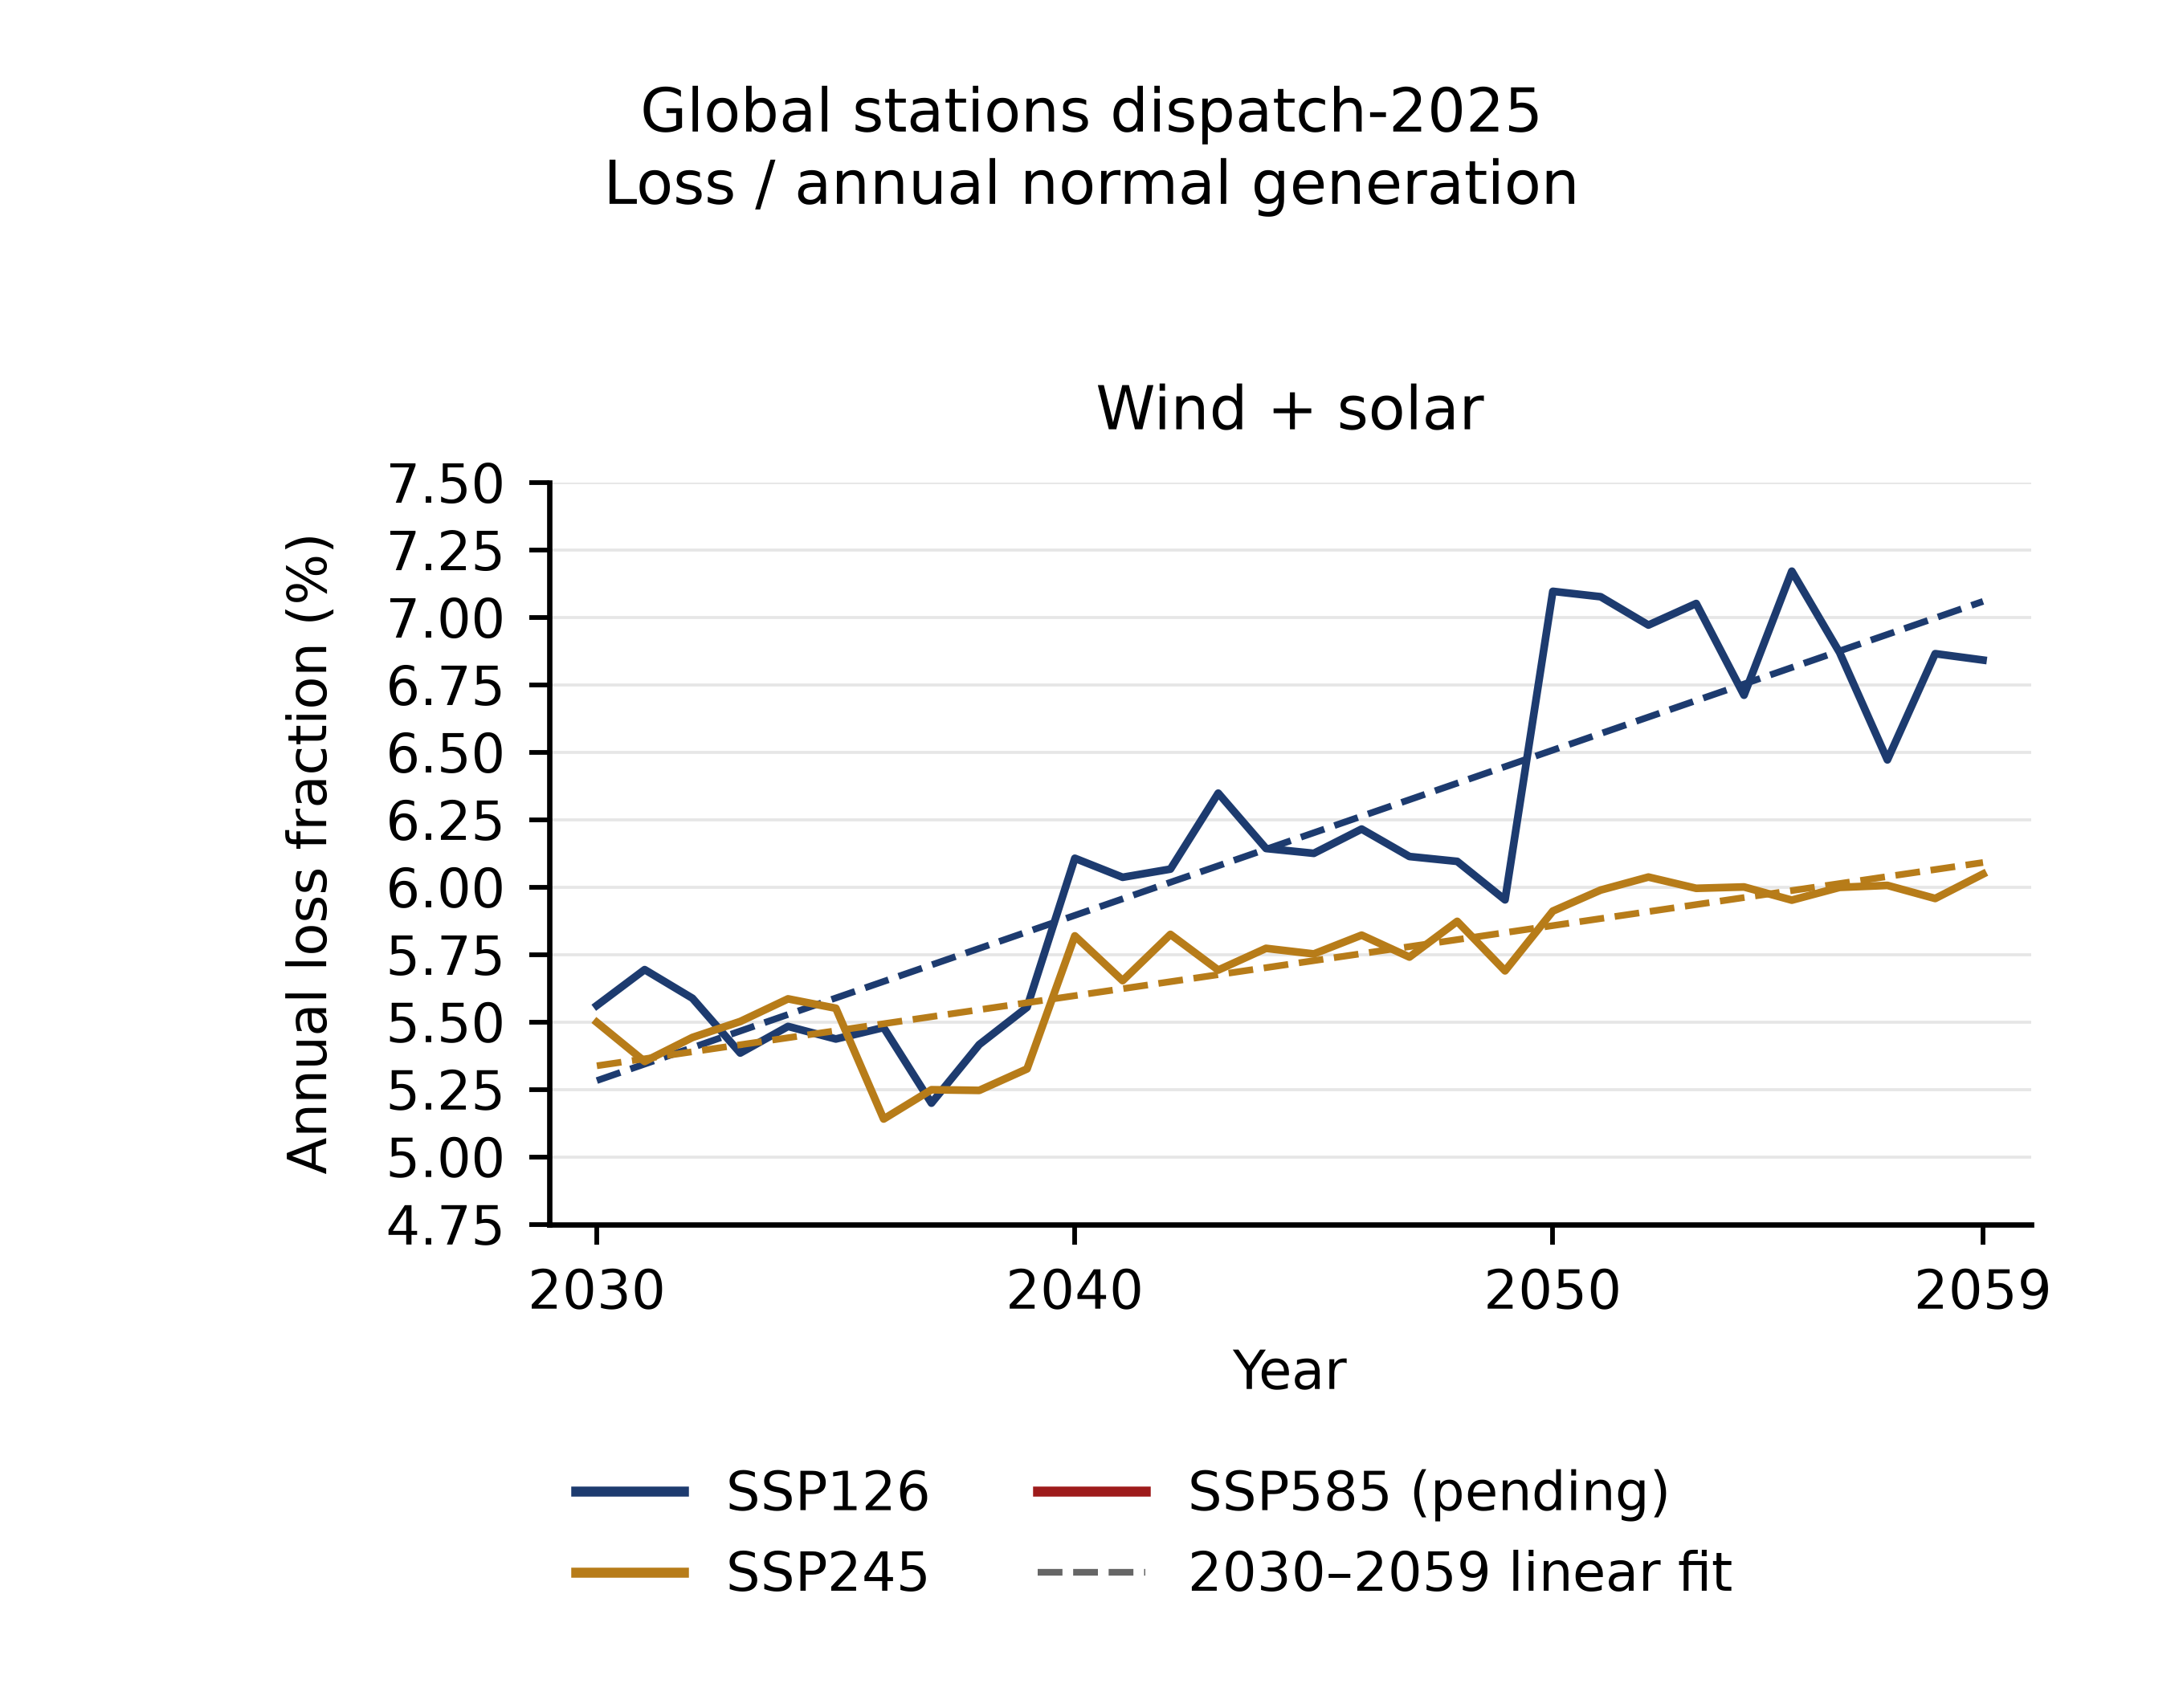 Global stations dispatch-2025
Loss / annual normal generation
Wind + solar
Annual loss fraction (%)
7.50
7.25
7.00
6.75
6.50
6.25
6.00
5.75
5.50
5.25
5.00
4.75
2030 2040 2050 2059
Year
SSP126 SSP585 (pending)
SSP245 2030–2059 linear fit